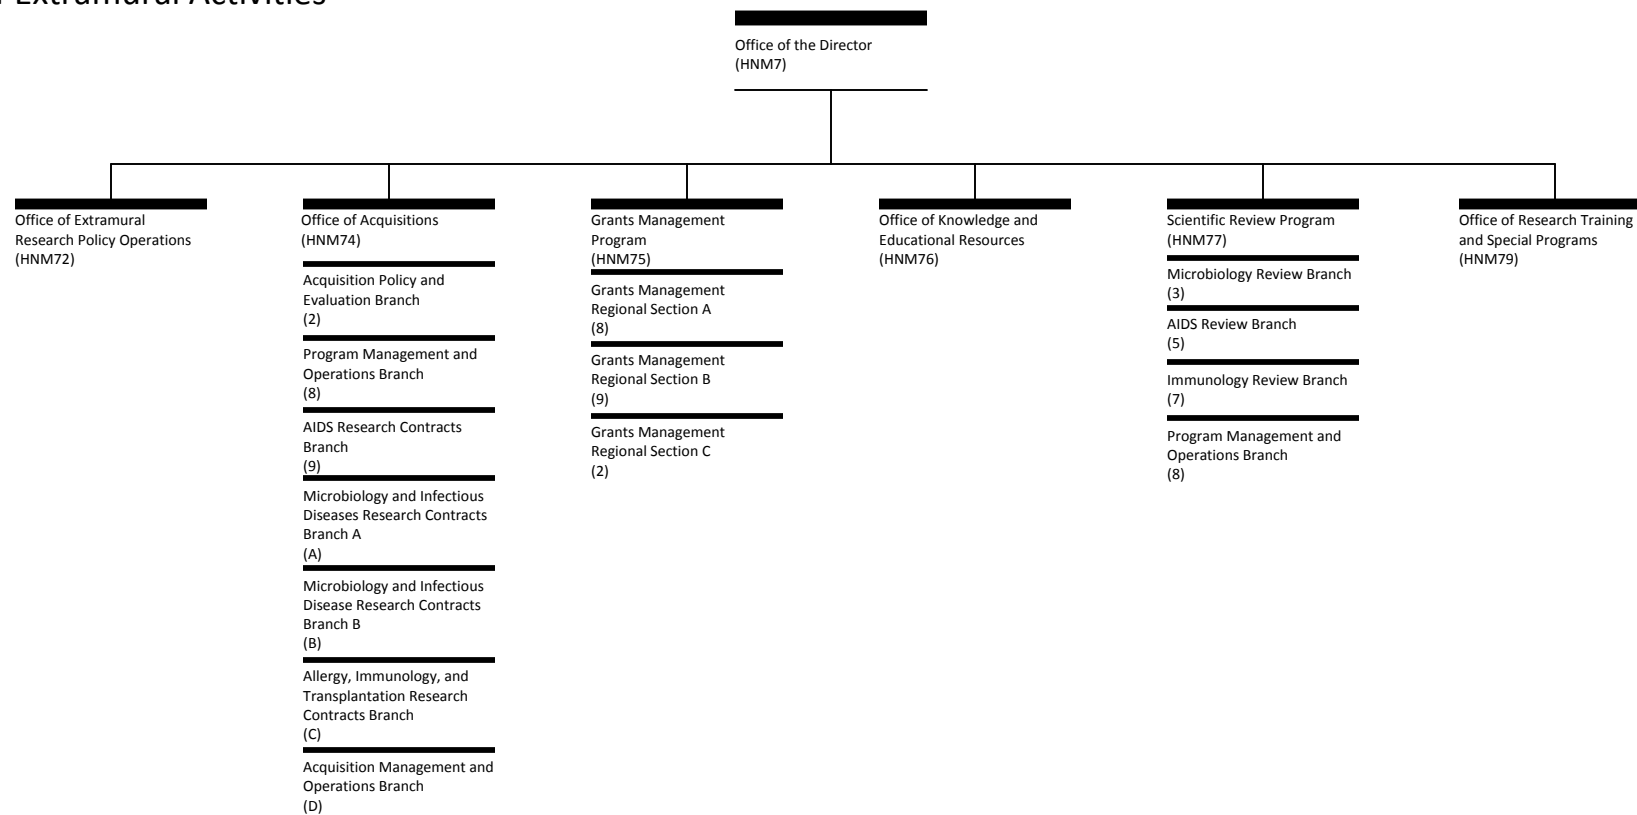 Extramural Activities
Office of the Director
(HNM7)
Office of Extramural
Research Policy Operations
(HNM72)
Office of Acquisitions
(HNM74)
Acquisition Policy and
Evaluation Branch
(2)
Program Management and
Operations Branch
(8)
AIDS Research Contracts
Branch
(9)
Microbiology and Infectious
Diseases Research Contracts
Branch A
(A)
Microbiology and Infectious
Disease Research Contracts
Branch B
(B)
Allergy, Immunology, and
Transplantation Research
Contracts Branch
(C)
Acquisition Management and
Operations Branch
(D)
Grants Management
Program
(HNM75)
Grants Management
Regional Section A
(8)
Grants Management
Regional Section B
(9)
Grants Management
Regional Section C
(2)
Office of Knowledge and
Educational Resources
(HNM76)
Scientific Review Program
(HNM77)
Microbiology Review Branch
(3)
AIDS Review Branch
(5)
Immunology Review Branch
(7)
Program Management and
Operations Branch
(8)
Office of Research Training
and Special Programs
(HNM79)